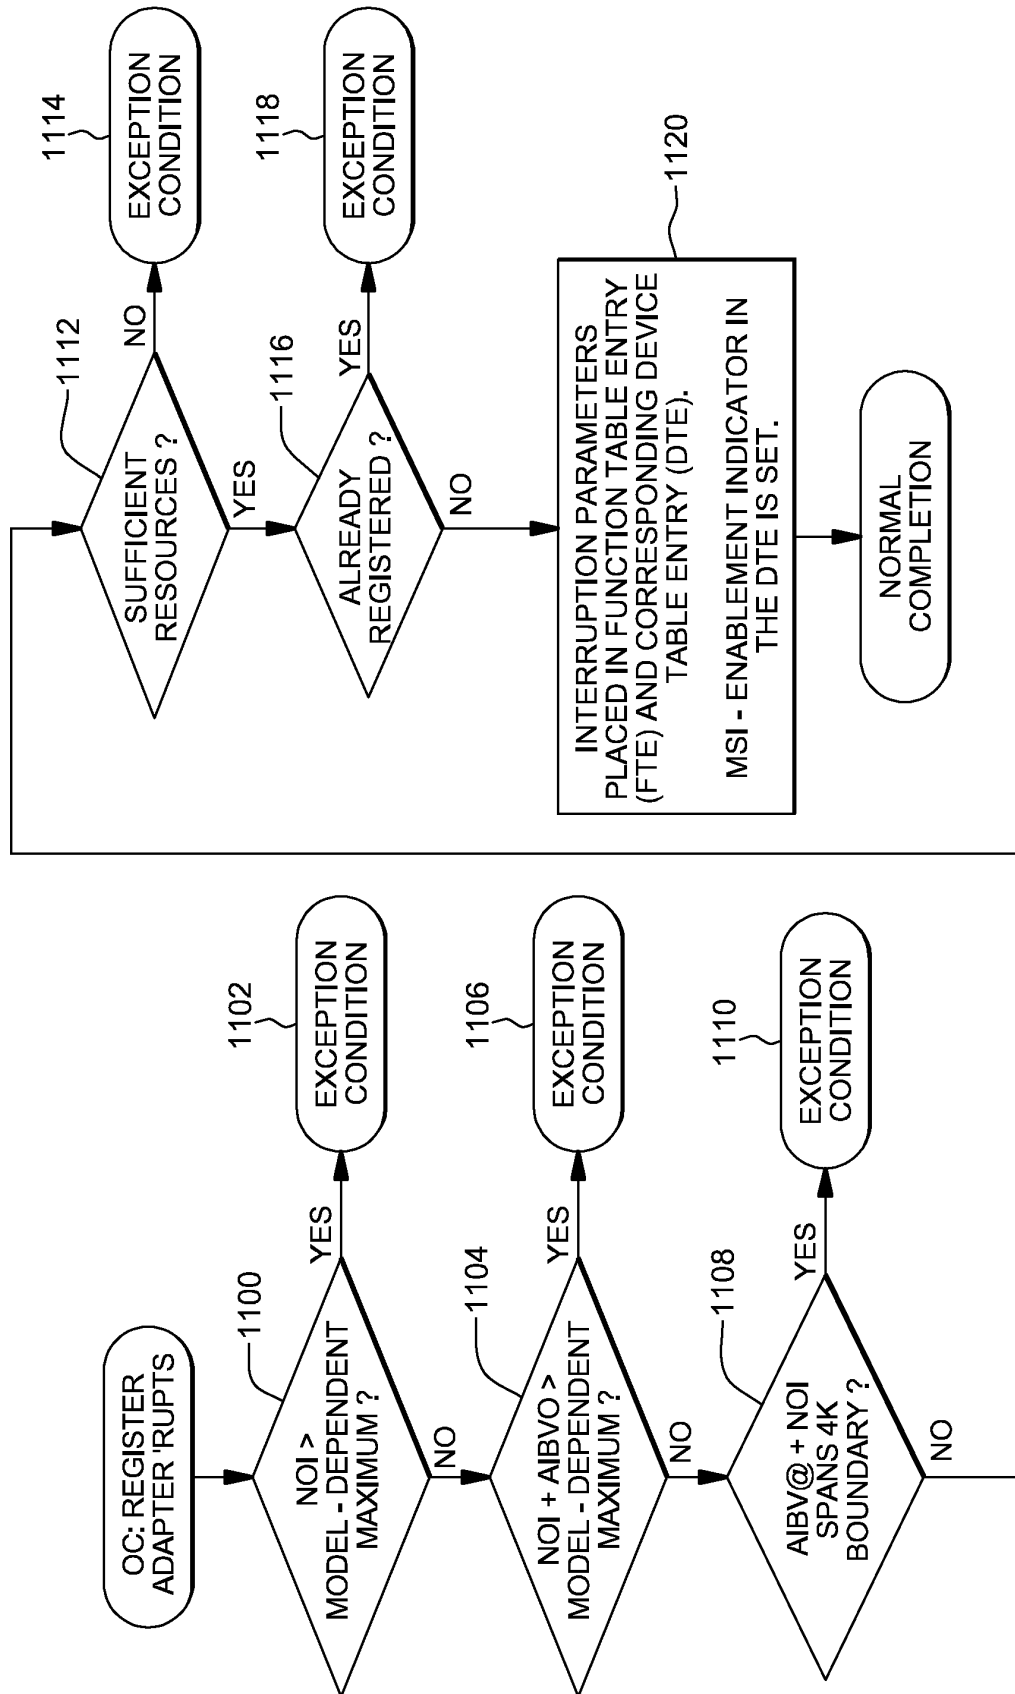 OC: REGISTER
ADAPTER 'RUPTS
1100
NOI >
MODEL - DEPENDENT
MAXIMUM ?
YES
1102
EXCEPTION
CONDITION
NO
1104
NOI + AIBVO >
MODEL - DEPENDENT
MAXIMUM ?
YES
1106
EXCEPTION
CONDITION
NO
1108
AIBV@ + NOI
SPANS 4K
BOUNDARY ?
YES
1110
EXCEPTION
CONDITION
NO
1112
SUFFICIENT
RESOURCES ?
NO
1114
EXCEPTION
CONDITION
YES
1116
ALREADY
REGISTERED ?
YES
1118
EXCEPTION
CONDITION
NO
1120
INTERRUPTION PARAMETERS
PLACED IN FUNCTION TABLE ENTRY
(FTE) AND CORRESPONDING DEVICE
TABLE ENTRY (DTE).
MSI - ENABLEMENT INDICATOR IN
THE DTE IS SET.
NORMAL
COMPLETION